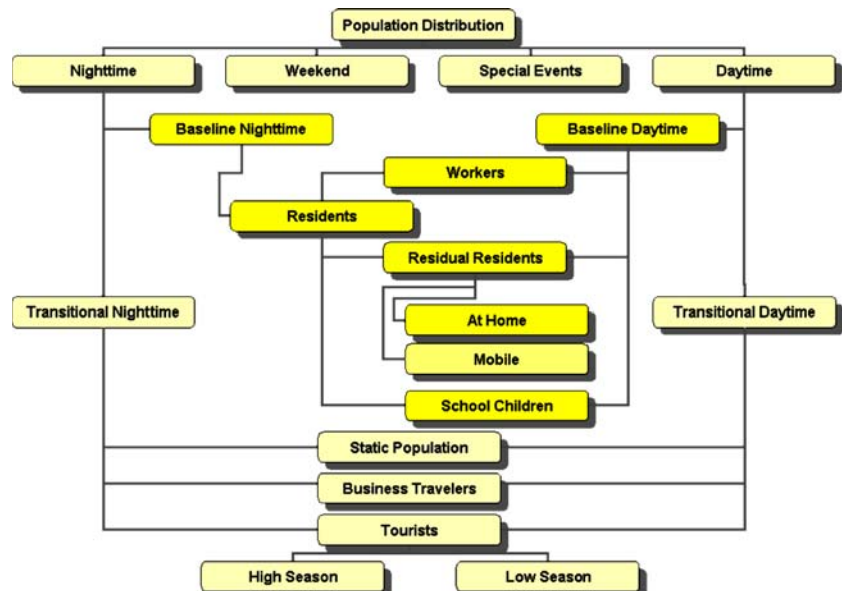 Population Distribution
Nighttime
Weekend
Special Events
Daytime
Baseline Nighttime
Baseline Daytime
Workers
Residents
Residual Residents
Transitional Nighttime
Transitional Daytime
At Home
Mobile
School Children
Static Population
Business Travelers
Tourists
High Season
Low Season